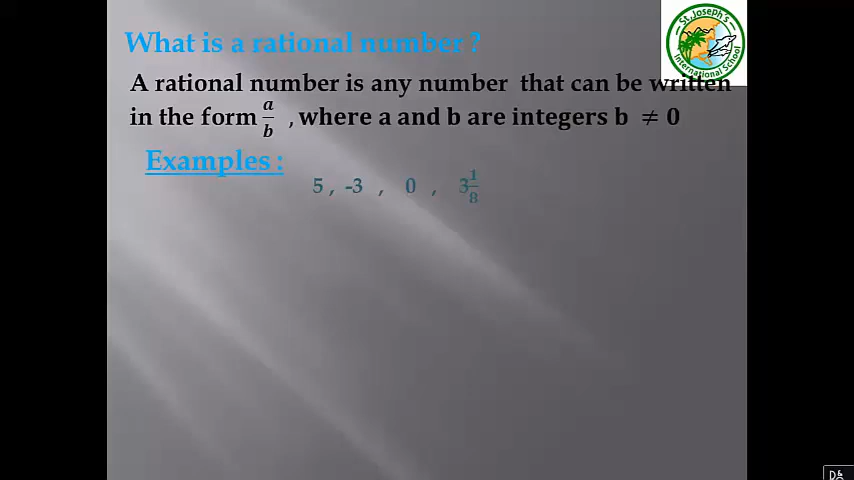 What is a rational number ?
St. Joseph's
International School
A rational number is any number that can be written
in the form a/b , where a and b are integers b ≠ 0
Examples :
5 , -3 , 0 , 3 1/8